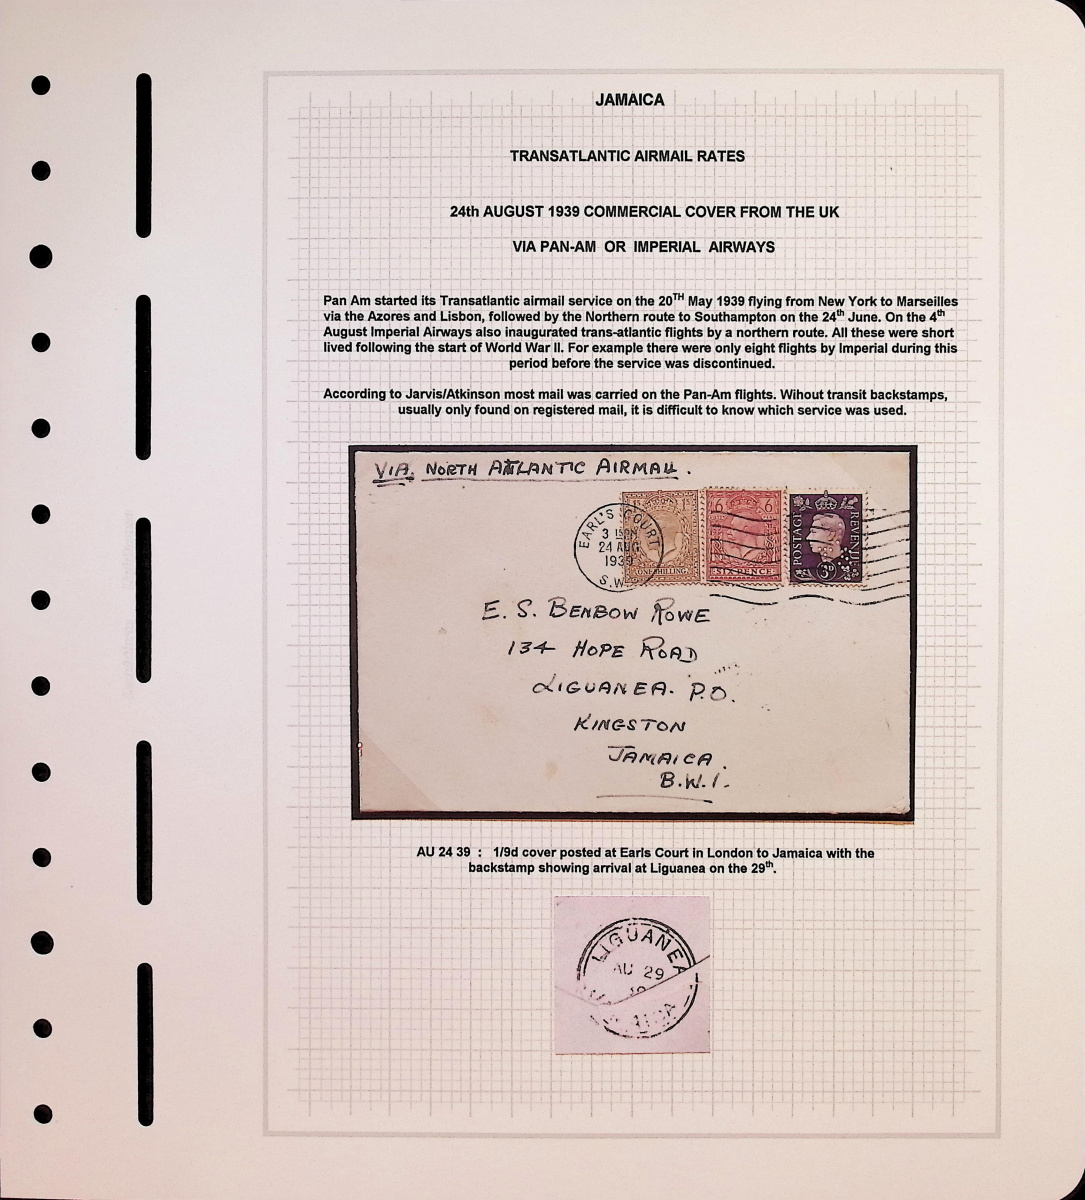 JAMAICA
TRANSATLANTIC AIRMAIL RATES
24th AUGUST 1939 COMMERCIAL COVER FROM THE UK
VIA PAN-AM OR IMPERIAL AIRWAYS
Pan Am started its Transatlantic airmail service on the 20TH May 1939 flying from New York to Marseilles
via the Azores and Lisbon, followed by the Northern route to Southampton on the 24th June. On the 4th
August Imperial Airways also inaugurated trans-atlantic flights by a northern route. All these were short
lived following the start of World War II. For example there were only eight flights by Imperial during this
period before the service was discontinued.
According to Jarvis/Atkinson most mail was carried on the Pan-Am flights. Wihout transit backstamps,
usually only found on registered mail, it is difficult to know which service was used.
VIA NORTH ATLANTIC AIRMAIL.
EARL'S COURT
24 AUG
1939
S.W.
ONE SHILLING
6 6
SIXPENCE
POSTAGE
REVENUE
3D
E. S. BENBOW ROWE
134 HOPE ROAD
LIGUANEA. P.O.
KINGSTON
JAMAICA.
B.W.I.
AU 24 39 : 1/9d cover posted at Earls Court in London to Jamaica with the
backstamp showing arrival at Liguanea on the 29th.
LIGUANEA
AU 29